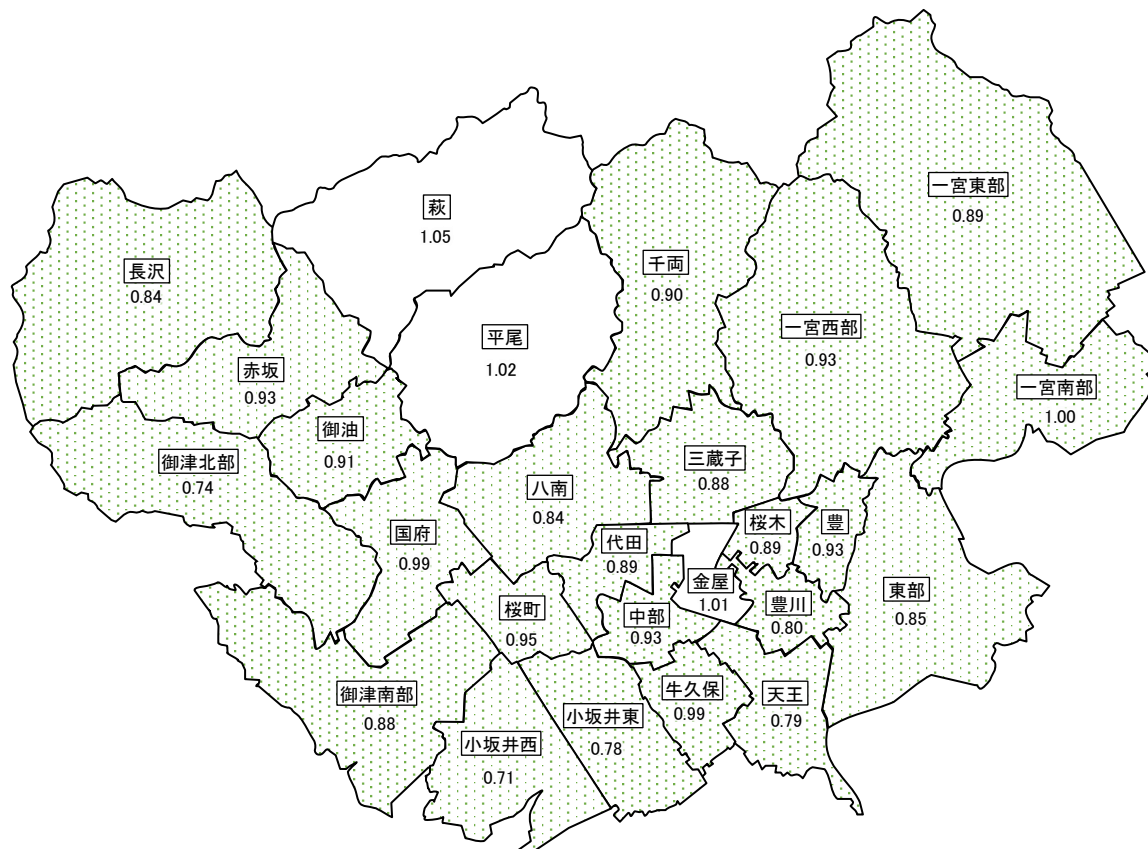 一宮東部
0.89
萩
1.05
長沢
0.84
千両
0.90
一宮西部
0.93
平尾
1.02
赤坂
0.93
一宮南部
1.00
御油
0.91
御津北部
0.74
三蔵子
0.88
八南
0.84
国府
0.99
代田
0.89
桜木
0.89
豊
0.93
金屋
1.01
豊川
0.80
東部
0.85
桜町
0.95
中部
0.93
御津南部
0.88
牛久保
0.99
天王
0.79
小坂井東
0.78
小坂井西
0.71